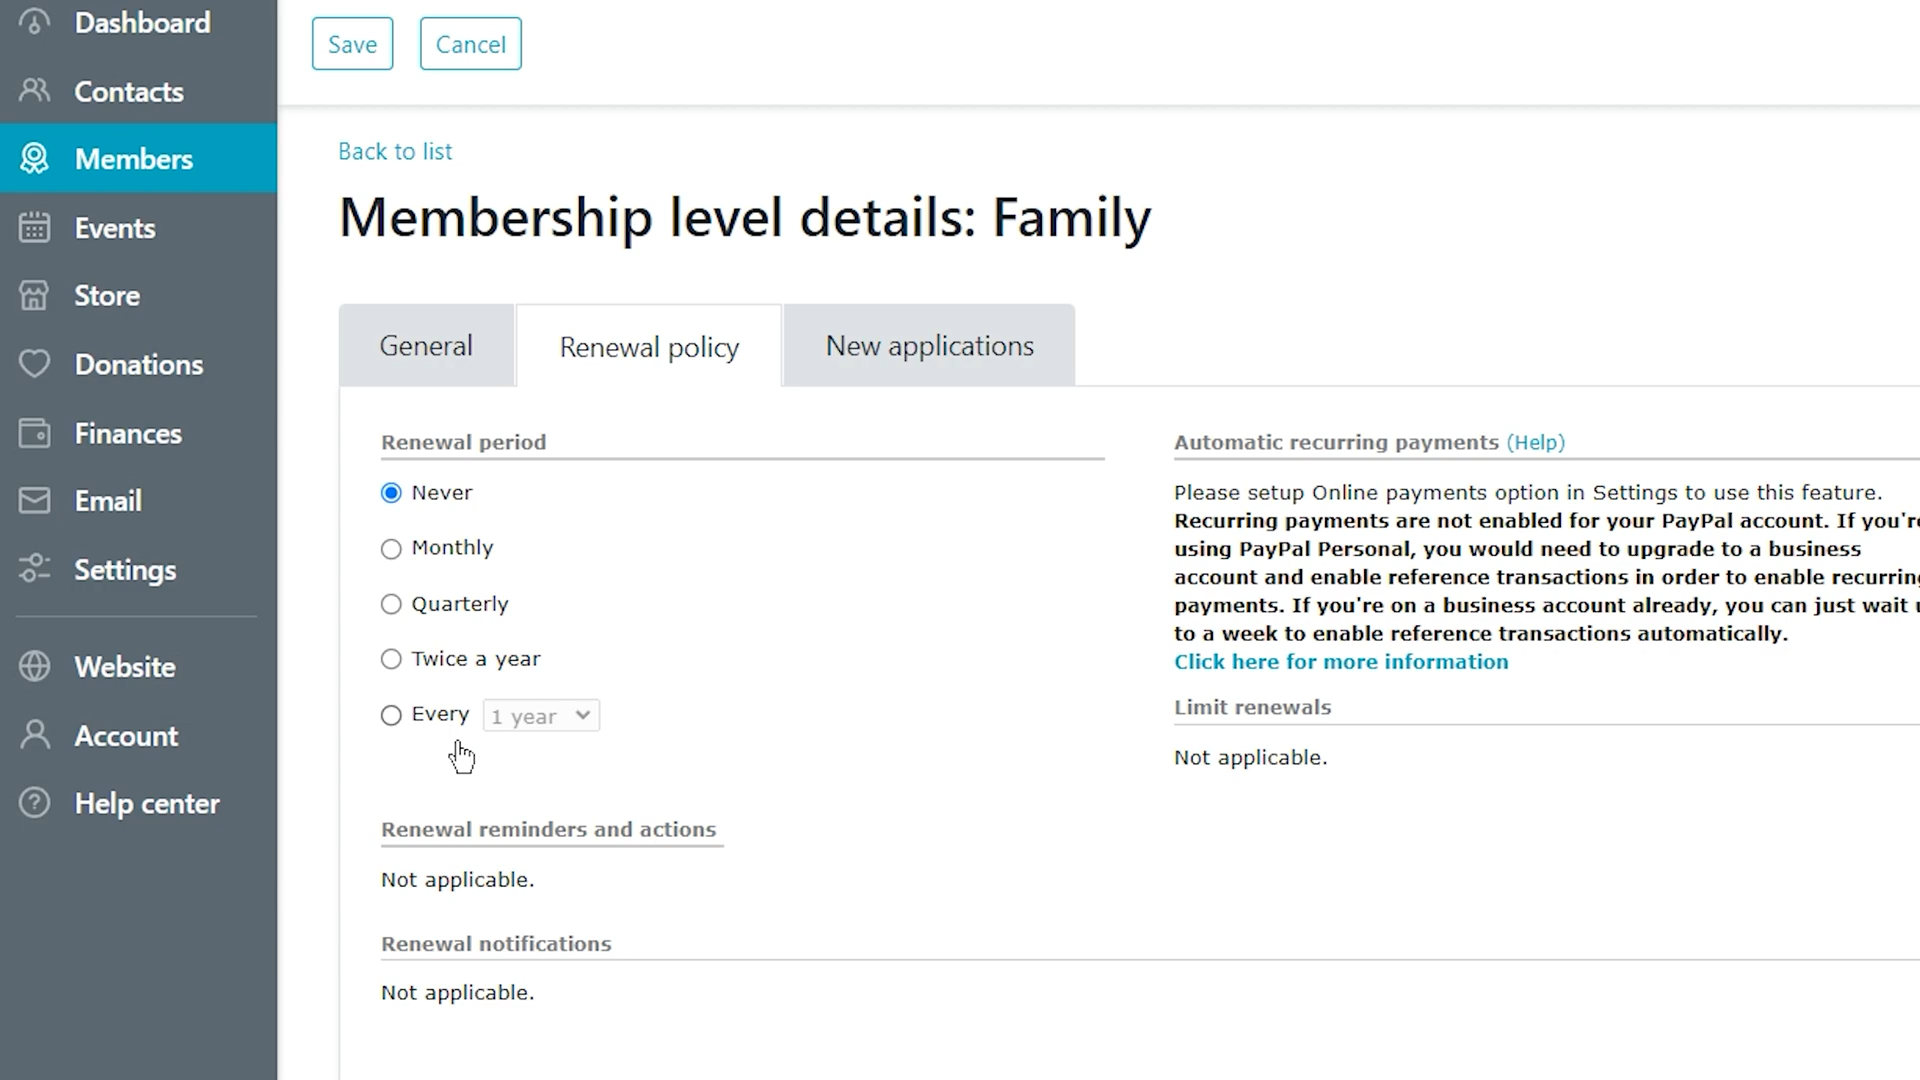 Dashboard
Contacts
Members
Events
Store
Donations
Finances
Email
Settings
Website
Account
Help center
Save
Cancel
Back to list
Membership level details: Family
General
Renewal policy
New applications
Renewal period
Never
Monthly
Quarterly
Twice a year
Every 1 year
Renewal reminders and actions
Not applicable.
Renewal notifications
Not applicable.
Automatic recurring payments (Help)
Please setup Online payments option in Settings to use this feature.
Recurring payments are not enabled for your PayPal account. If you're
using PayPal Personal, you would need to upgrade to a business
account and enable reference transactions in order to enable recurring
payments. If you're on a business account already, you can just wait
to a week to enable reference transactions automatically.
Click here for more information
Limit renewals
Not applicable.